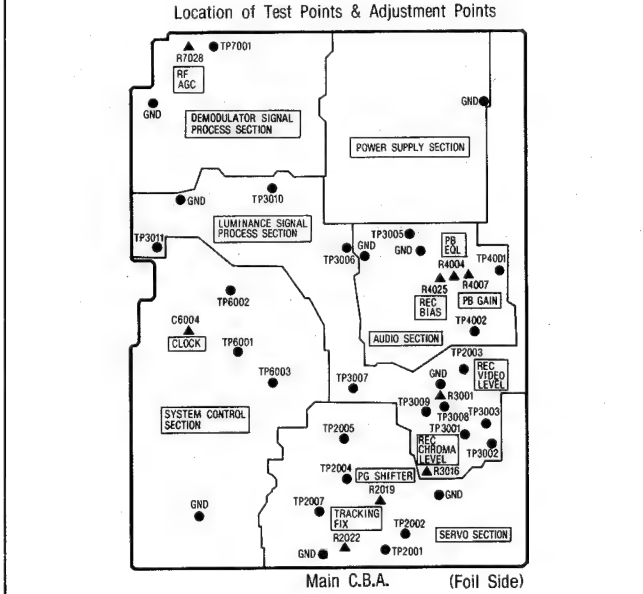 Location of Test Points & Adjustment Points
R7028
TP7001
RF
AGC
GND
DEMODULATOR SIGNAL
PROCESS SECTION
GND
POWER SUPPLY SECTION
GND
TP3010
LUMINANCE SIGNAL
PROCESS SECTION
TP3011
TP3006
GND
TP3005
GND
PB
EQL
R4004
TP4001
R4025
R4007
REC
BIAS
PB GAIN
TP4002
AUDIO SECTION
TP6002
C6004
CLOCK
TP6001
TP6003
TP3007
TP2003
GND
REC
VIDEO
LEVEL
R3001
TP3009
TP3008
TP3003
TP3001
TP3002
SYSTEM CONTROL
SECTION
TP2005
REC
CHROMA
LEVEL
R3016
TP2004
PG SHIFTER
R2019
GND
TP2007
TRACKING
FIX
TP2002
SERVO SECTION
GND
R2022
GND
TP2001
Main C.B.A.
(Foil Side)